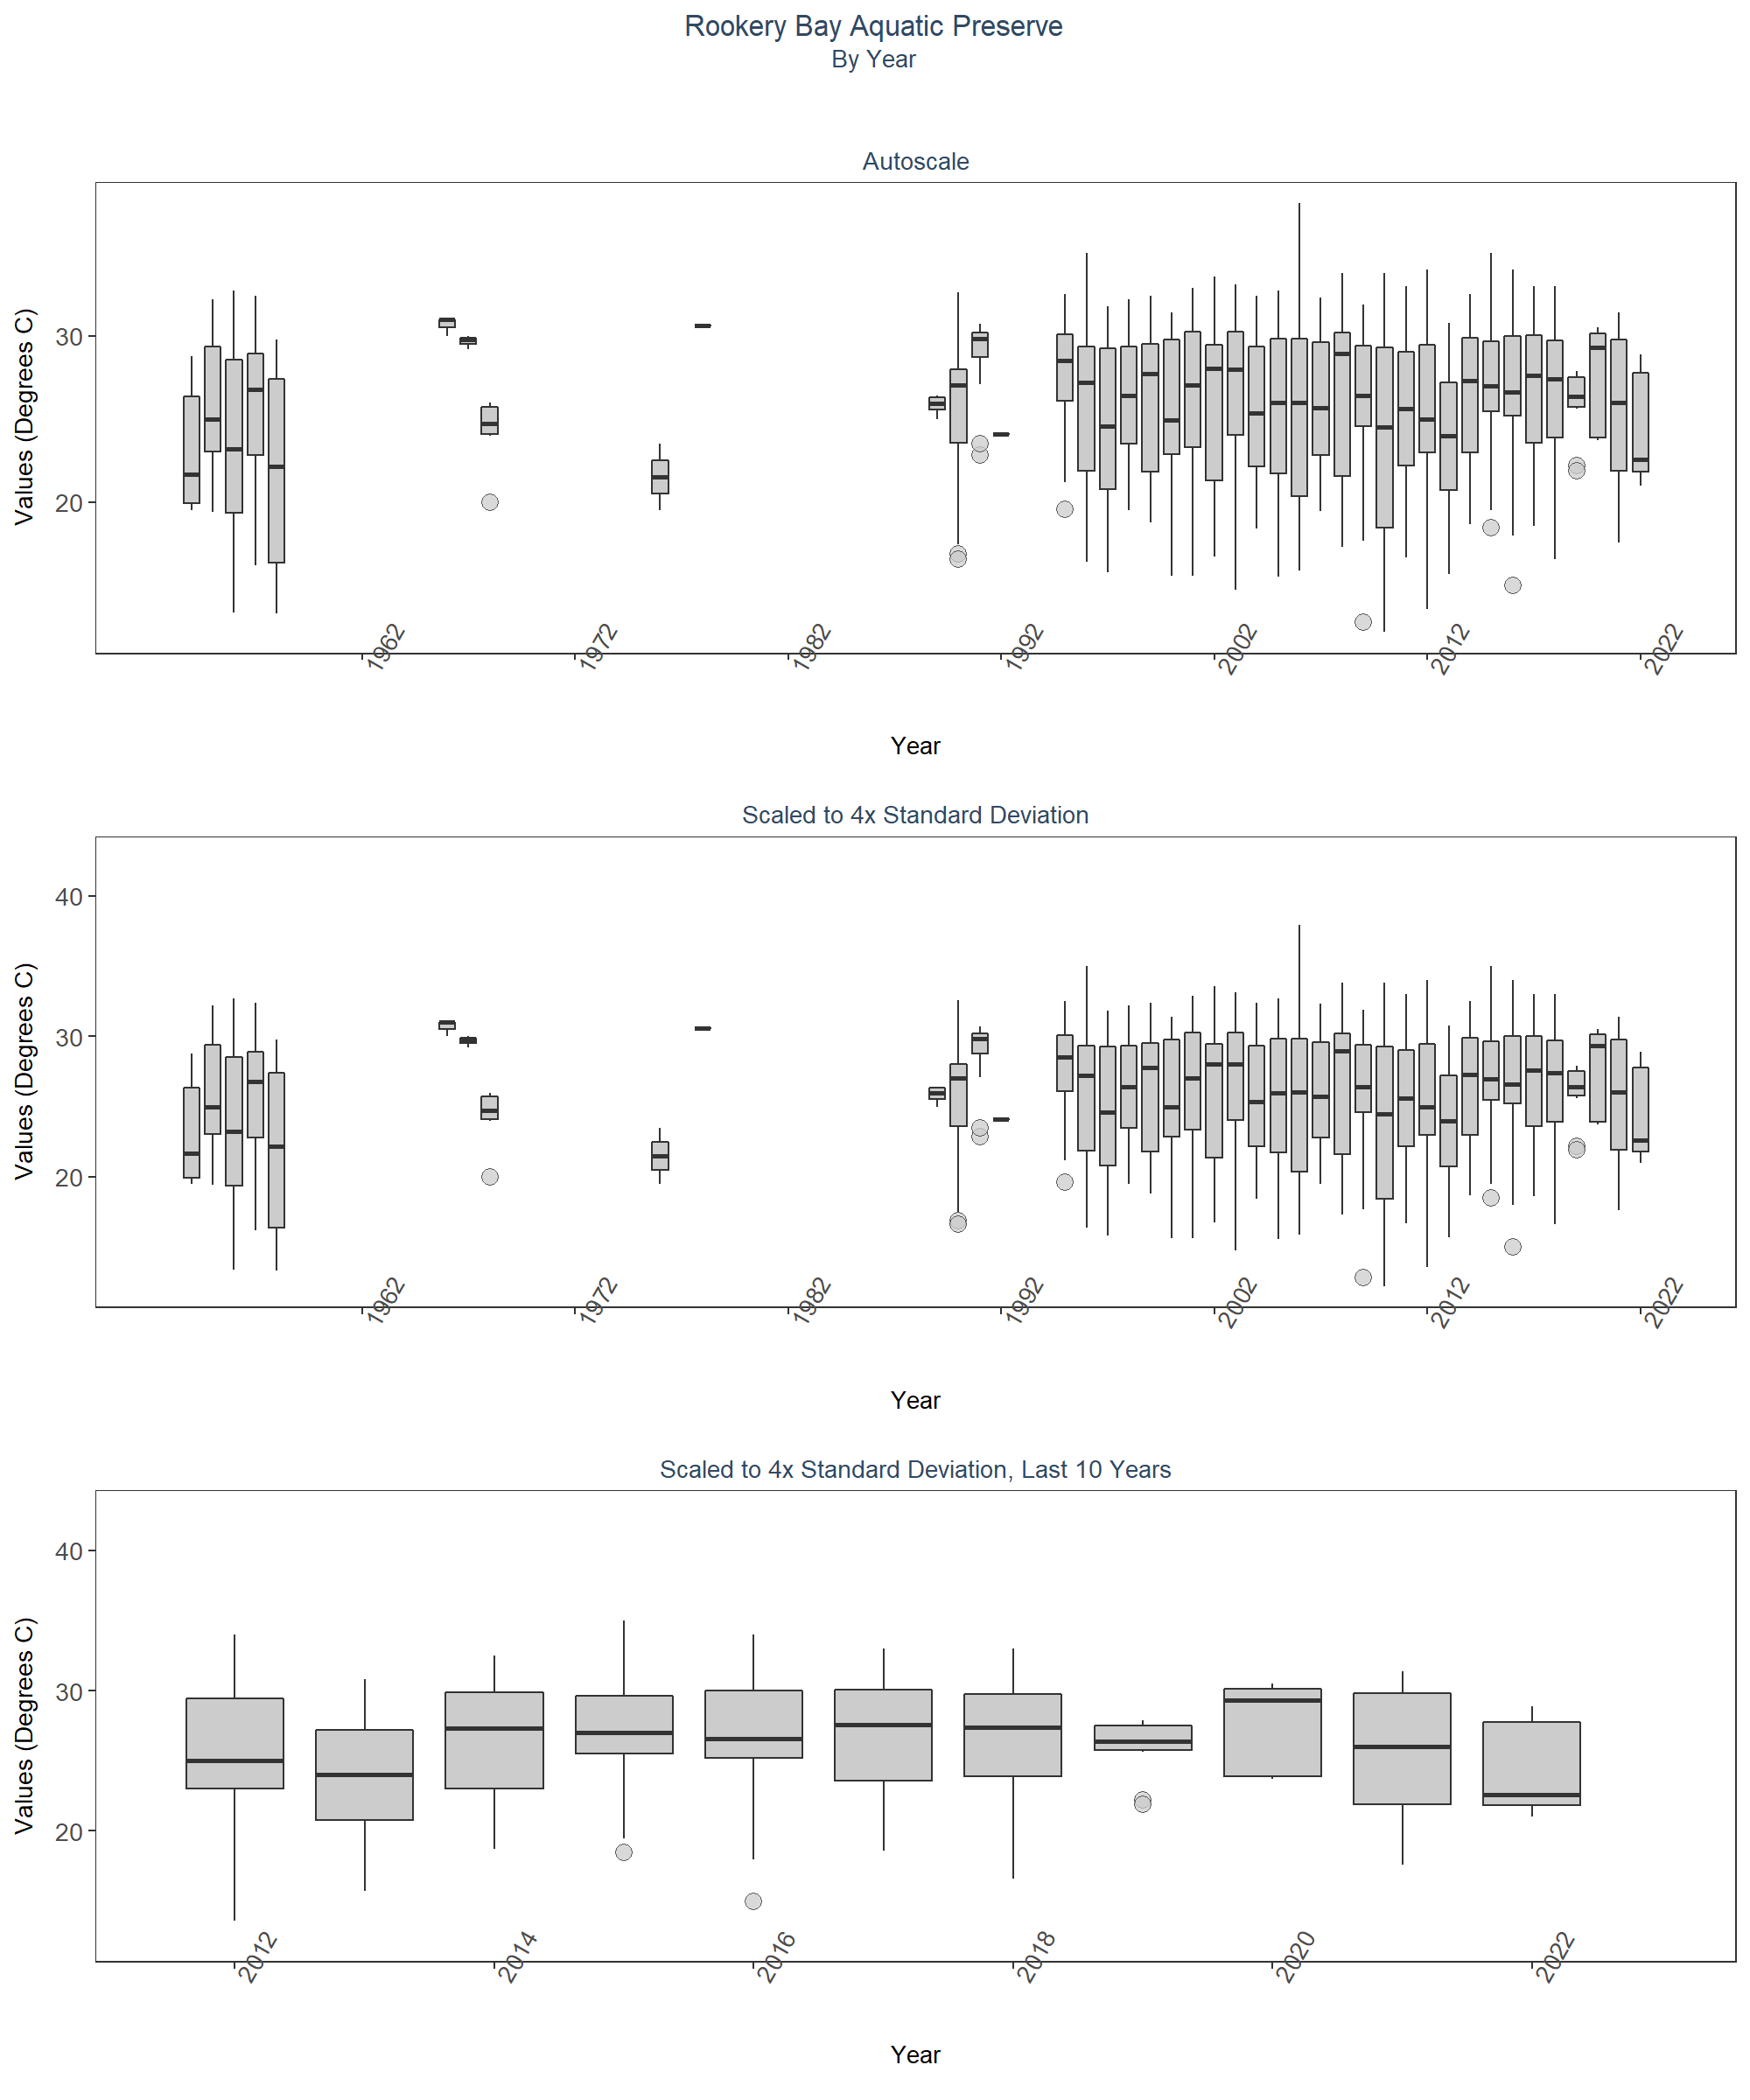 Rookery Bay Aquatic Preserve
By Year
Autoscale
Values (Degrees C)
30
20
1962 1972 1982 1992 2002 2012 2022
Year
Scaled to 4x Standard Deviation
Values (Degrees C)
40
30
20
1962 1972 1982 1992 2002 2012 2022
Year
Scaled to 4x Standard Deviation, Last 10 Years
Values (Degrees C)
40
30
20
2012 2014 2016 2018 2020 2022
Year